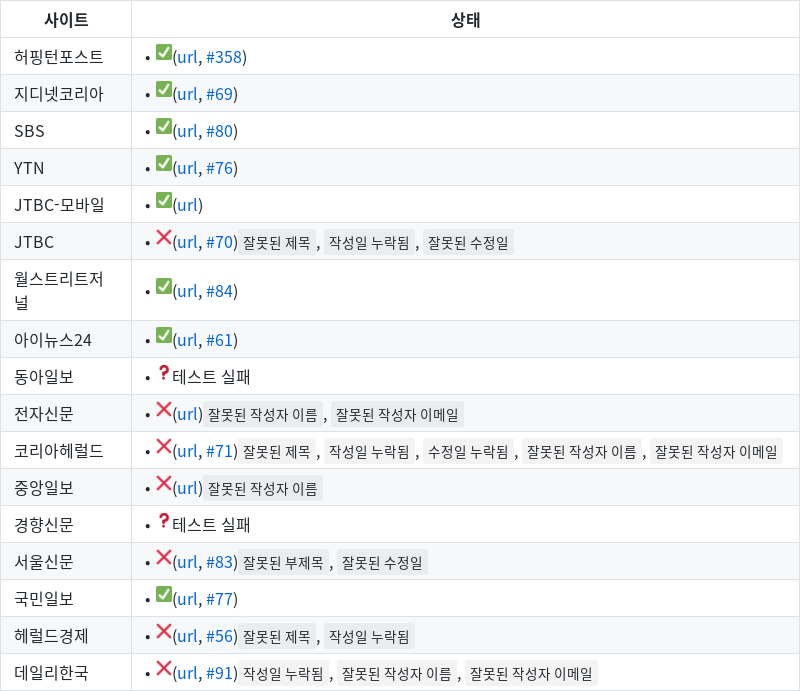 사이트 상태
허핑턴포스트 • ✅(url, #358)
지디넷코리아 • ✅(url, #69)
SBS • ✅(url, #80)
YTN • ✅(url, #76)
JTBC-모바일 • ✅(url)
JTBC • ❌(url, #70) 잘못된 제목 , 작성일 누락됨 , 잘못된 수정일
월스트리트저
널 • ✅(url, #84)
아이뉴스24 • ✅(url, #61)
동아일보 • ❓테스트 실패
전자신문 • ❌(url) 잘못된 작성자 이름 , 잘못된 작성자 이메일
코리아헤럴드 • ❌(url, #71) 잘못된 제목 , 작성일 누락됨 , 수정일 누락됨 , 잘못된 작성자 이름 , 잘못된 작성자 이메일
중앙일보 • ❌(url) 잘못된 작성자 이름
경향신문 • ❓테스트 실패
서울신문 • ❌(url, #83) 잘못된 부제목 , 잘못된 수정일
국민일보 • ✅(url, #77)
헤럴드경제 • ❌(url, #56) 잘못된 제목 , 작성일 누락됨
데일리한국 • ❌(url, #91) 작성일 누락됨 , 잘못된 작성자 이름 , 잘못된 작성자 이메일